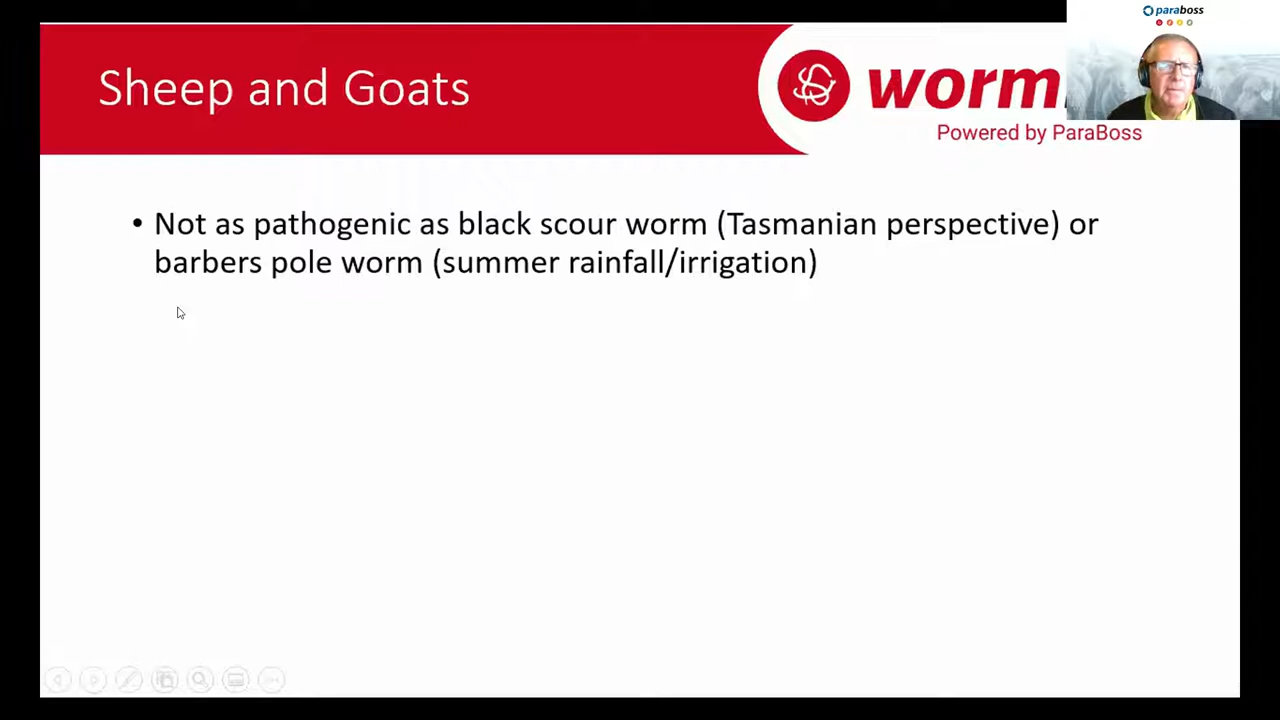 paraboss
Sheep and Goats
worm
Powered by ParaBoss
• Not as pathogenic as black scour worm (Tasmanian perspective) or
barbers pole worm (summer rainfall/irrigation)